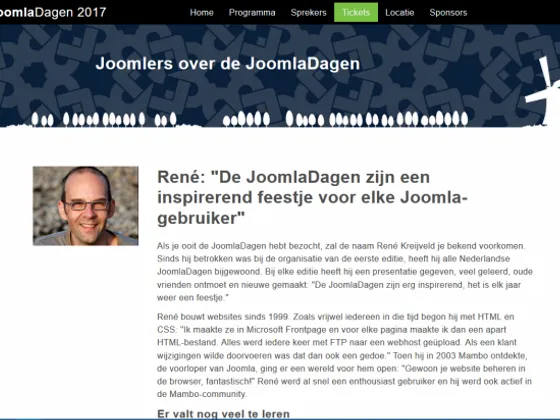 oomlaDagen 2017
Home Programma Sprekers Tickets Locatie Sponsors
Joomlers over de JoomlaDagen
René: "De JoomlaDagen zijn een
inspirerend feestje voor elke Joomla-
gebruiker"
Als je ooit de JoomlaDagen hebt bezocht, zal de naam René Kreijveld je bekend voorkomen.
Sinds hij betrokken was bij de organisatie van de eerste editie, heeft hij alle Nederlandse
JoomlaDagen bijgewoond. Bij elke editie heeft hij een presentatie gegeven, veel geleerd, oude
vrienden ontmoet en nieuwe gemaakt: "De JoomlaDagen zijn erg inspirerend, het is elk jaar
weer een feestje."
René bouwt websites sinds 1999. Zoals vrijwel iedereen in die tijd begon hij met HTML en
CSS: "Ik maakte ze in Microsoft Frontpage en voor elke pagina maakte ik dan een apart
HTML-bestand. Alles werd iedere keer met FTP naar een webhost geüpload. Als een klant
wijzigingen wilde doorvoeren was dat dan ook een gedoe." Toen hij in 2003 Mambo ontdekte,
de voorloper van Joomla, ging er een wereld voor hem open: "Gewoon je website beheren in
de browser, fantastisch!" René werd al snel een enthousiast gebruiker en hij werd ook actief in
de Mambo-community.
Er valt nog veel te leren